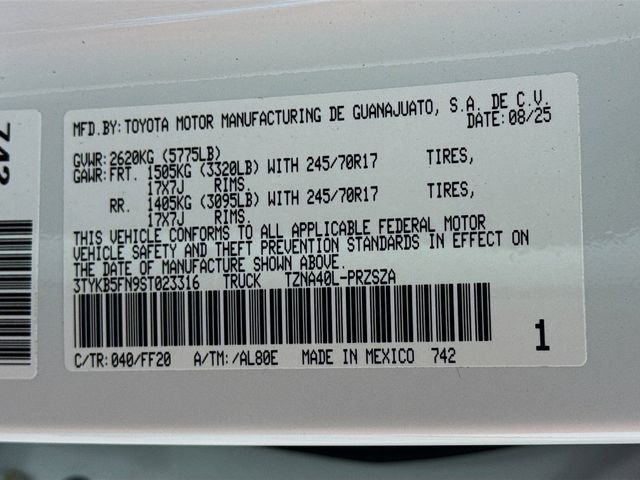 MFD.BY:TOYOTA MOTOR MANUFACTURING DE GUANAJUATO, S.A. DE C.V.
DATE:08/25
GVWR:2620KG (5775LB)
GAWR:FRT. 1505KG (3320LB) WITH 245/70R17 TIRES,
17X7J RIMS.
RR. 1405KG (3095LB) WITH 245/70R17 TIRES,
17X7J RIMS.
THIS VEHICLE CONFORMS TO ALL APPLICABLE FEDERAL MOTOR
VEHICLE SAFETY AND THEFT PREVENTION STANDARDS IN EFFECT ON
THE DATE OF MANUFACTURE SHOWN ABOVE.
3TYKB5FN9ST023316 TRUCK TZNA40L-PRZSZA
1
C/TR:040/FF20 A/TM:/AL80E MADE IN MEXICO 742
742